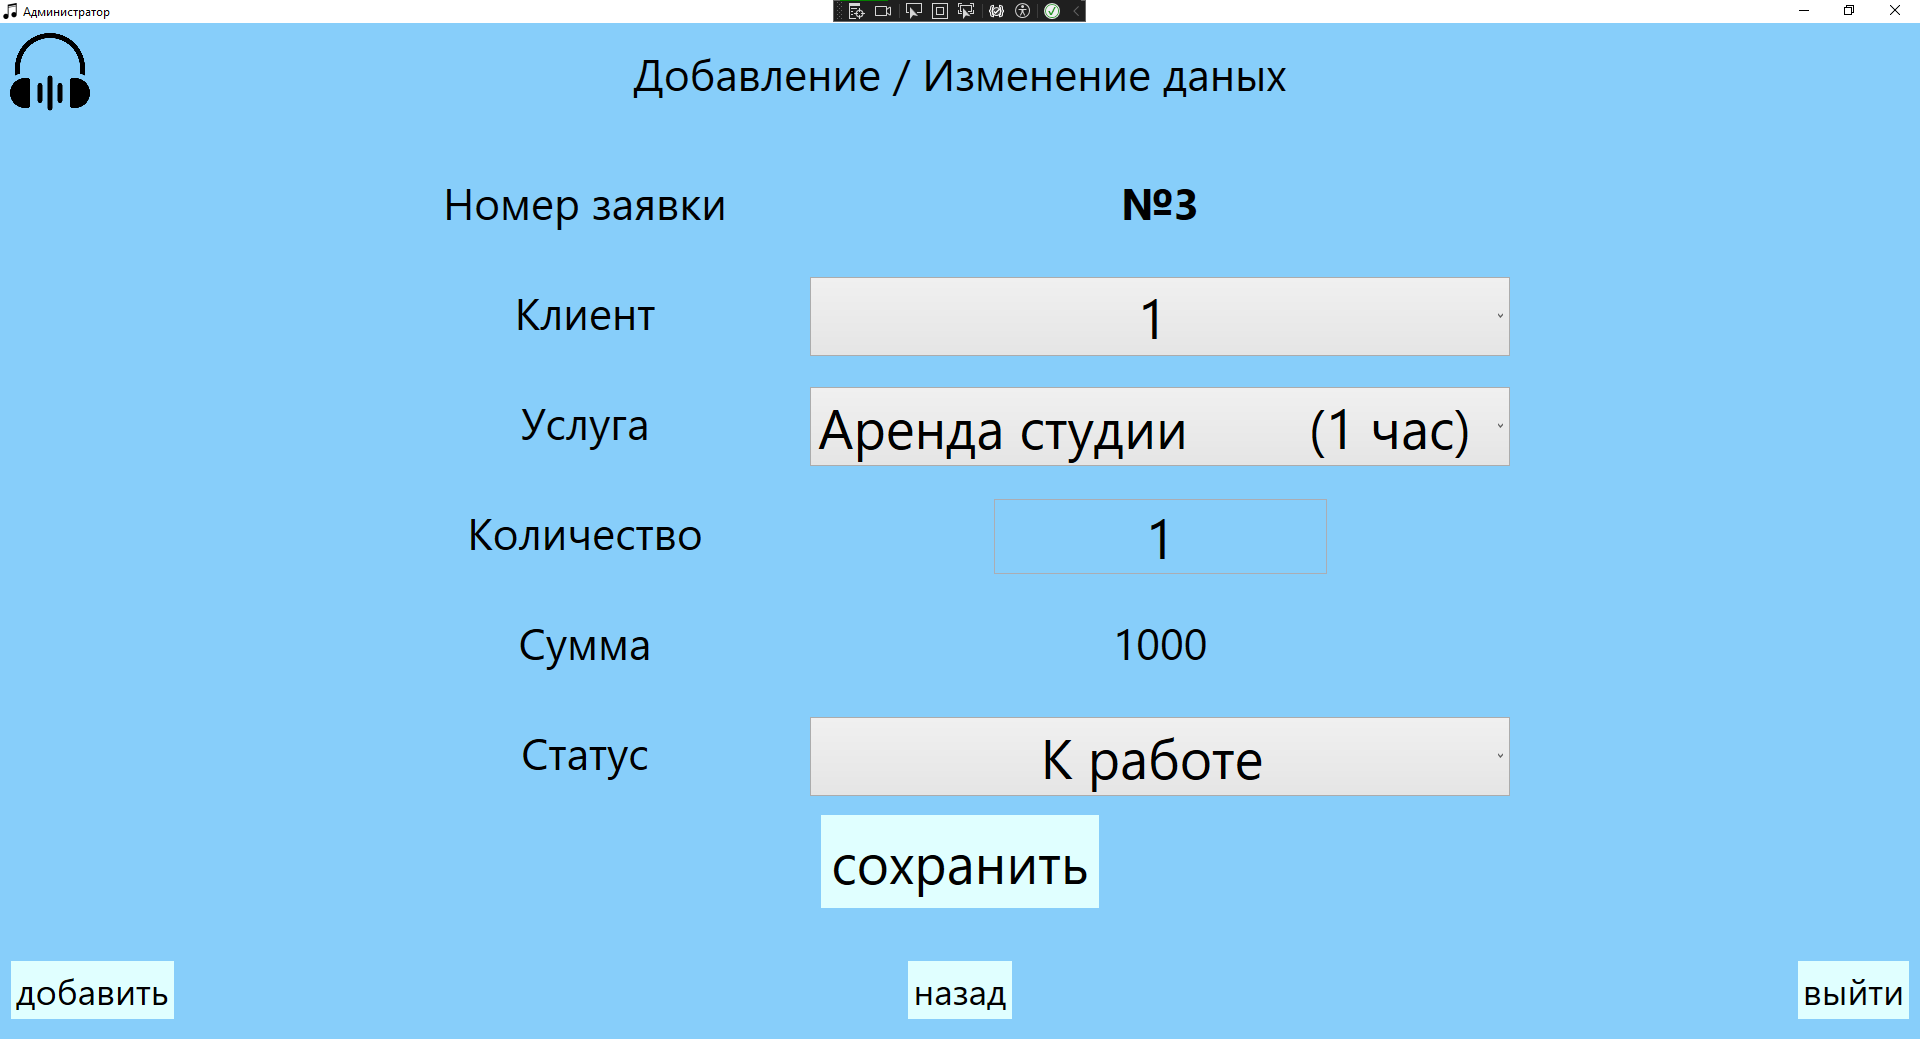 Администратор
Добавление / Изменение даных
Номер заявки №3
Клиент 1
Услуга Аренда студии (1 час)
Количество 1
Сумма 1000
Статус К работе
сохранить
добавить назад выйти